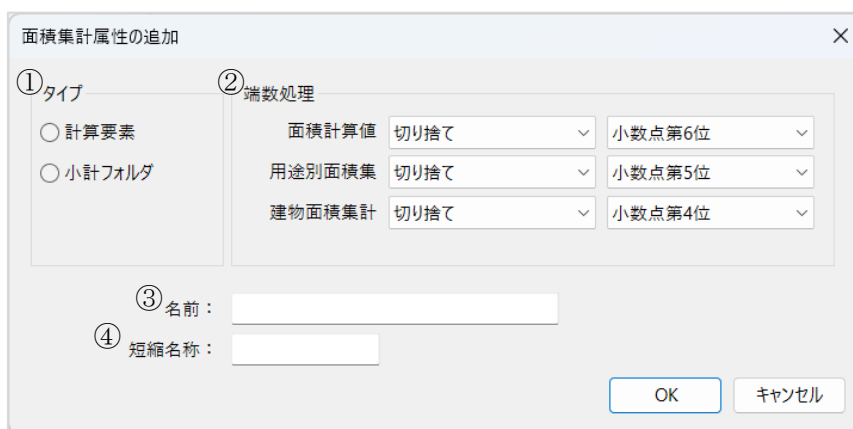 面積集計属性の追加
① タイプ
計算要素
小計フォルダ
② 端数処理
面積計算値 切り捨て 小数点第6位
用途別面積集 切り捨て 小数点第5位
建物面積集計 切り捨て 小数点第4位
③ 名前：
④ 短縮名称：
OK キャンセル